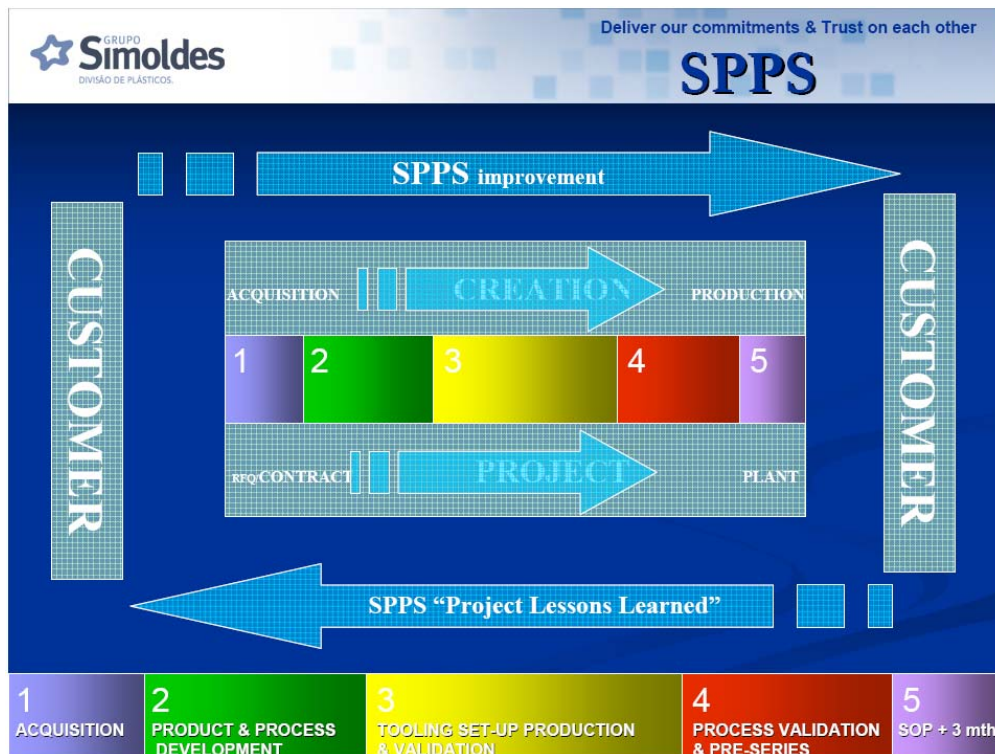 GRUPO
Simoldes
DIVISÃO DE PLÁSTICOS.
Deliver our commitments & Trust on each other
SPPS
SPPS improvement
CUSTOMER
CUSTOMER
ACQUISITION
CREATION
PRODUCTION
1
2
3
4
5
RFQ/CONTRACT
PROJECT
PLANT
SPPS “Project Lessons Learned”
1
ACQUISITION
2
PRODUCT & PROCESS
DEVELOPMENT
3
TOOLING SET-UP PRODUCTION
& VALIDATION
4
PROCESS VALIDATION
& PRE-SERIES
5
SOP + 3 mth